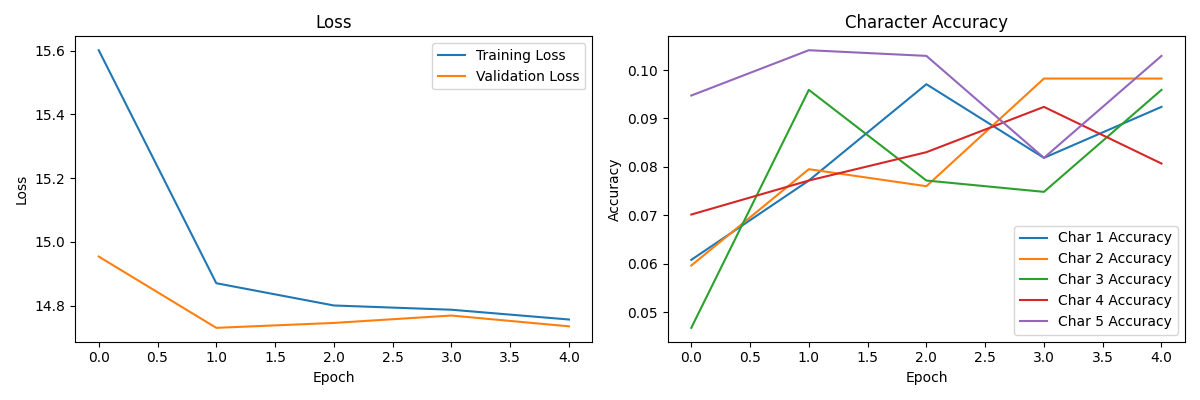 Loss
15.6
15.4
15.2
15.0
14.8
Loss
0.0 0.5 1.0 1.5 2.0 2.5 3.0 3.5 4.0
Epoch
Training Loss
Validation Loss
Character Accuracy
0.10
0.09
0.08
0.07
0.06
0.05
Accuracy
0.0 0.5 1.0 1.5 2.0 2.5 3.0 3.5 4.0
Epoch
Char 1 Accuracy
Char 2 Accuracy
Char 3 Accuracy
Char 4 Accuracy
Char 5 Accuracy